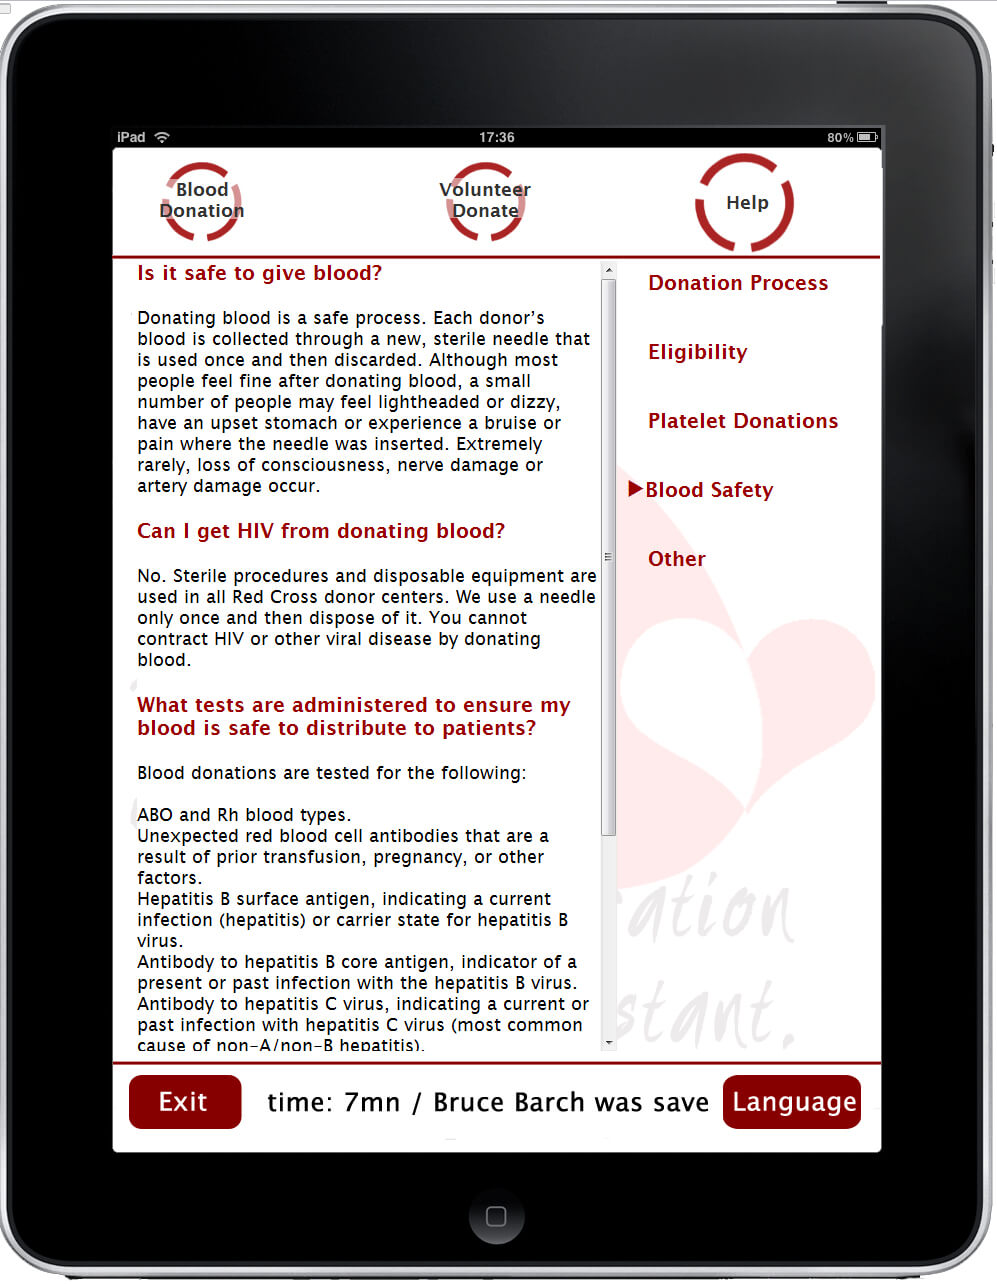 iPad 17:36 80%
Blood
Donation
Volunteer
Donate
Help
Is it safe to give blood?
Donating blood is a safe process. Each donor’s
blood is collected through a new, sterile needle that
is used once and then discarded. Although most
people feel fine after donating blood, a small
number of people may feel lightheaded or dizzy,
have an upset stomach or experience a bruise or
pain where the needle was inserted. Extremely
rarely, loss of consciousness, nerve damage or
artery damage occur.
Can I get HIV from donating blood?
No. Sterile procedures and disposable equipment are
used in all Red Cross donor centers. We use a needle
only once and then dispose of it. You cannot
contract HIV or other viral disease by donating
blood.
What tests are administered to ensure my
blood is safe to distribute to patients?
Blood donations are tested for the following:
ABO and Rh blood types.
Unexpected red blood cell antibodies that are a
result of prior transfusion, pregnancy, or other
factors.
Hepatitis B surface antigen, indicating a current
infection (hepatitis) or carrier state for hepatitis B
virus.
Antibody to hepatitis B core antigen, indicator of a
present or past infection with the hepatitis B virus.
Antibody to hepatitis C virus, indicating a current or
past infection with hepatitis C virus (most common
cause of non-A/non-B hepatitis).
Donation Process
Eligibility
Platelet Donations
Blood Safety
Other
Exit
time: 7mn / Bruce Barch was save
Language